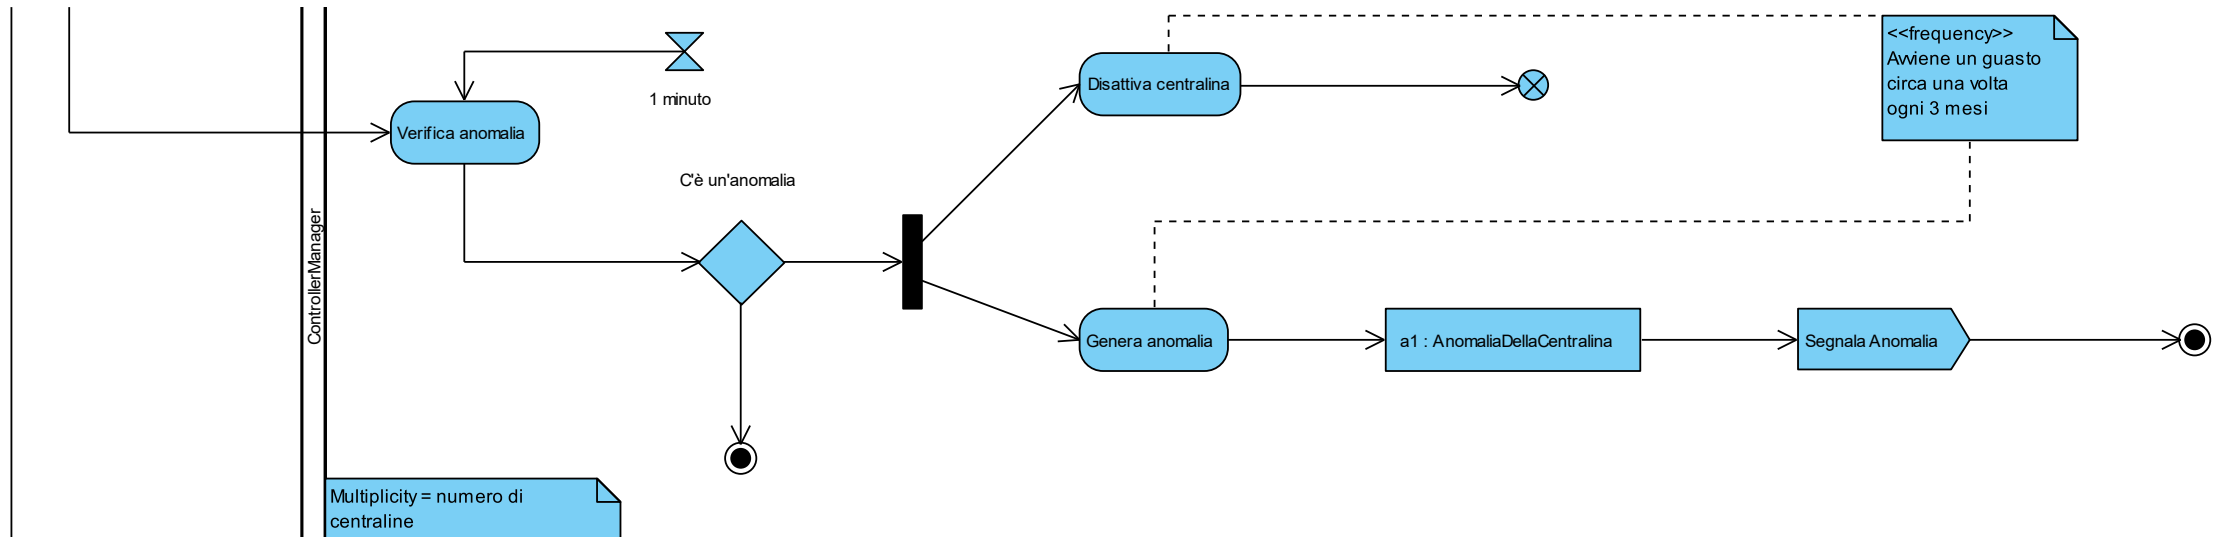 1 minuto
Verifica anomalia
C'è un'anomalia
ControllerManager
Disattiva centralina
<<frequency>>
Avviene un guasto
circa una volta
ogni 3 mesi
Genera anomalia
a1 : AnomaliaDellaCentralina
Segnala Anomalia
Multiplicity = numero di
centraline